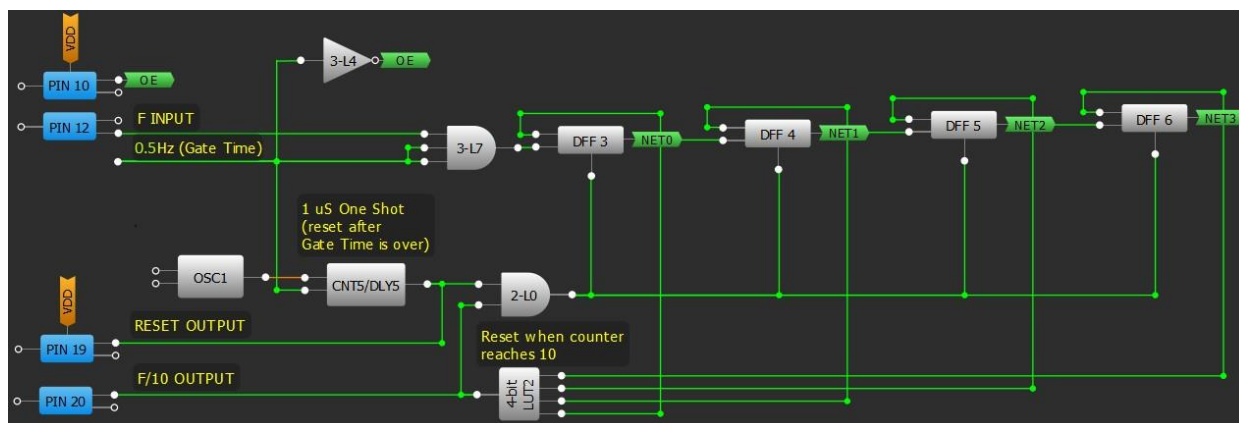 VDD
3-L4
OE
PIN 10
OE
PIN 12
F INPUT
0.5Hz (Gate Time)
3-L7
DFF 3
NET0
DFF 4
NET1
DFF 5
NET2
DFF 6
NET3
1 uS One Shot
(reset after
Gate Time is over)
OSC1
CNT5/DLY5
2-L0
VDD
RESET OUTPUT
PIN 19
Reset when counter
reaches 10
F/10 OUTPUT
PIN 20
4-bit
LUT2